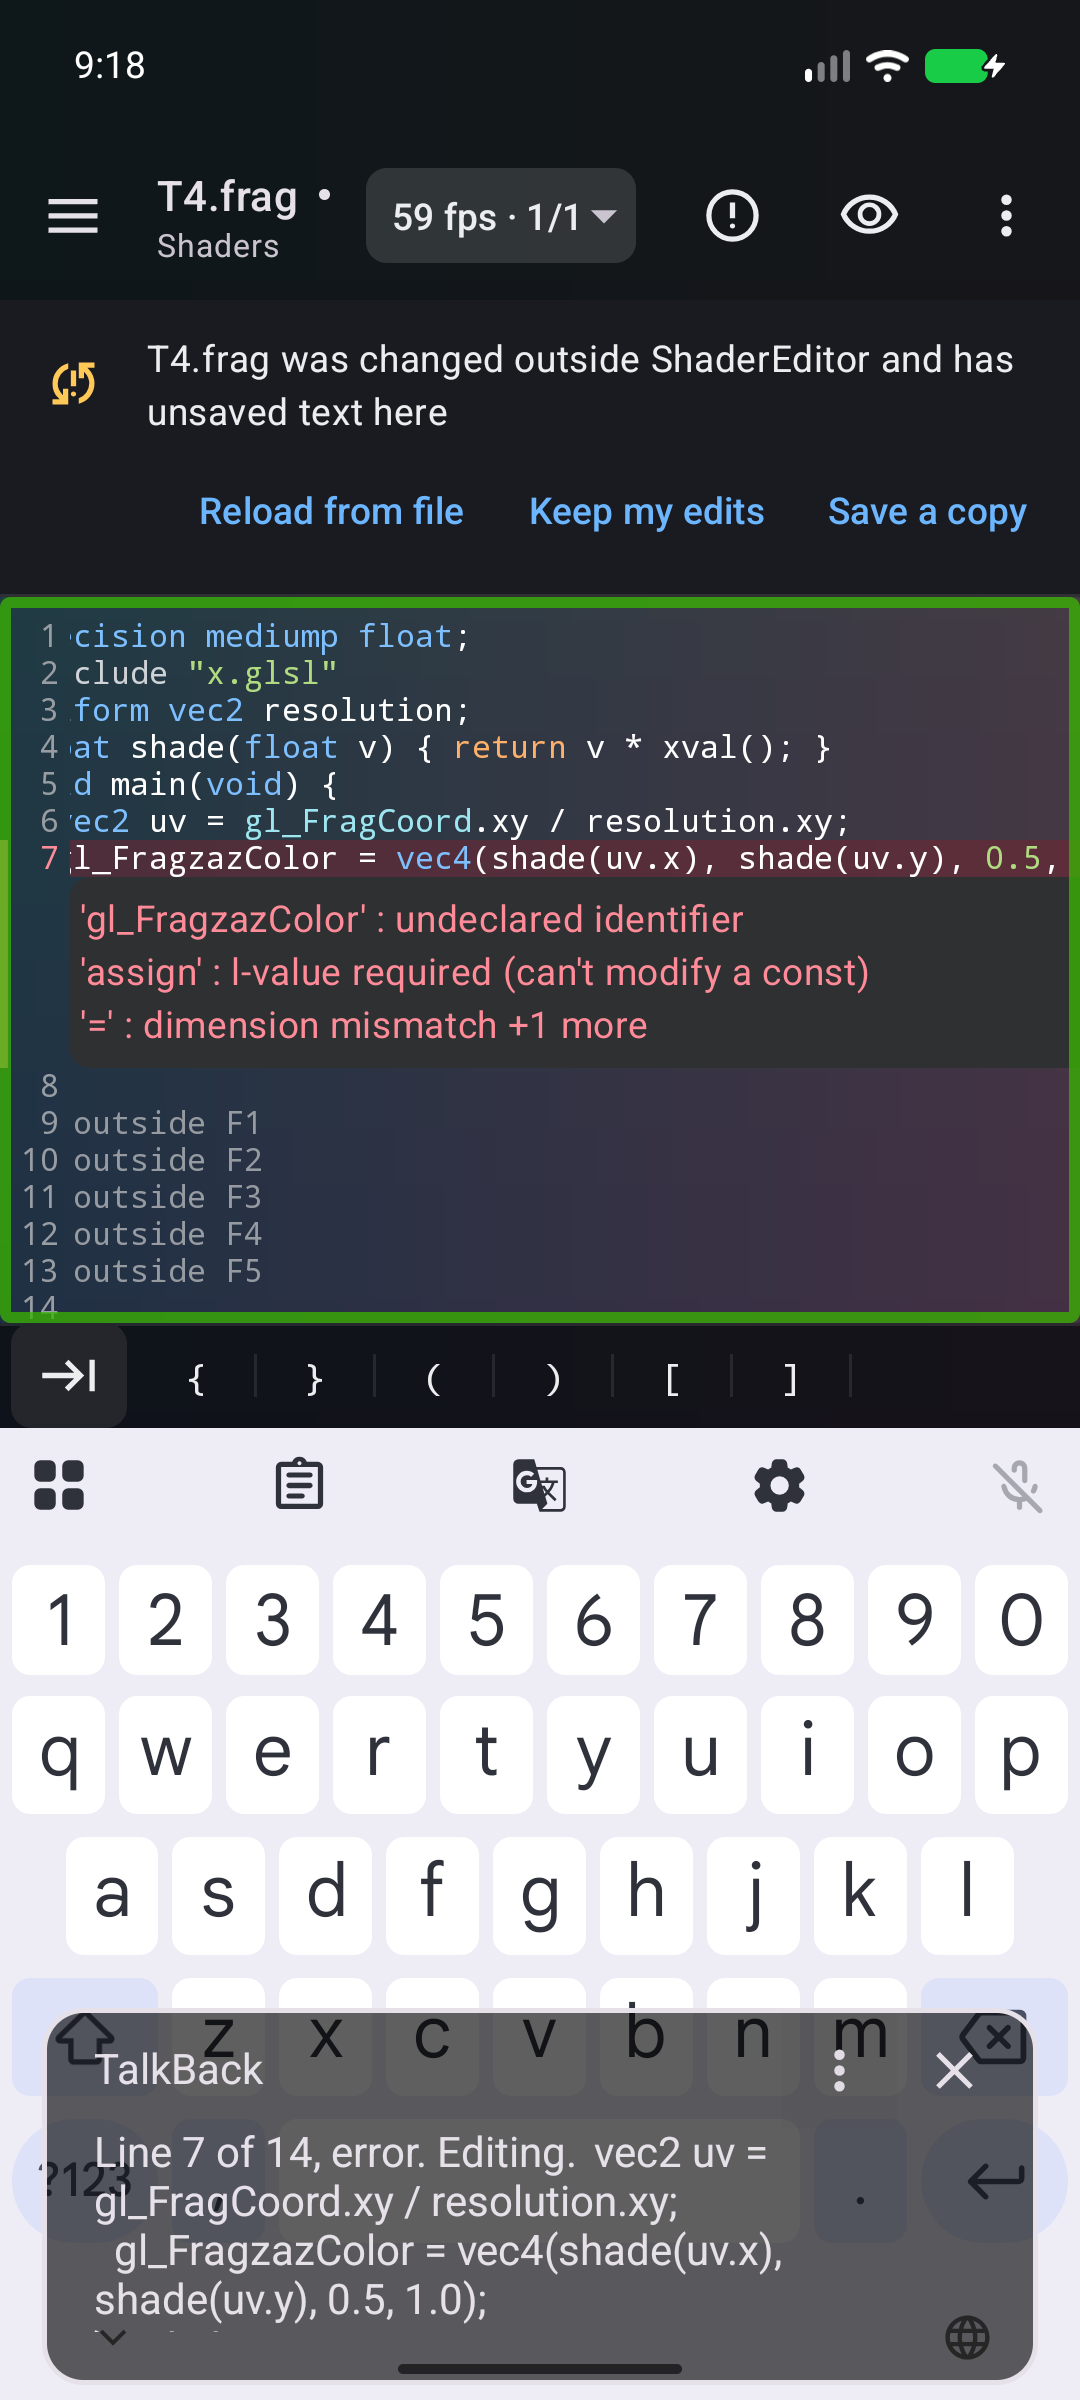 9:18
T4.frag •
Shaders
59 fps · 1/1
T4.frag was changed outside ShaderEditor and has
unsaved text here
Reload from file
Keep my edits
Save a copy
1 cision mediump float;
2 clude "x.glsl"
3 form vec2 resolution;
4 at shade(float v) { return v * xval(); }
5 d main(void) {
6 vec2 uv = gl_FragCoord.xy / resolution.xy;
7 gl_FragzazColor = vec4(shade(uv.x), shade(uv.y), 0.5,
'gl_FragzazColor' : undeclared identifier
'assign' : l-value required (can't modify a const)
'=' : dimension mismatch +1 more
8
9 outside F1
10 outside F2
11 outside F3
12 outside F4
13 outside F5
14
{ } ( ) [ ]
1 2 3 4 5 6 7 8 9 0
q w e r t y u i o p
a s d f g h j k l
z x c v b n m
?123 , .
TalkBack
Line 7 of 14, error. Editing. vec2 uv =
gl_FragCoord.xy / resolution.xy;
gl_FragzazColor = vec4(shade(uv.x),
shade(uv.y), 0.5, 1.0);